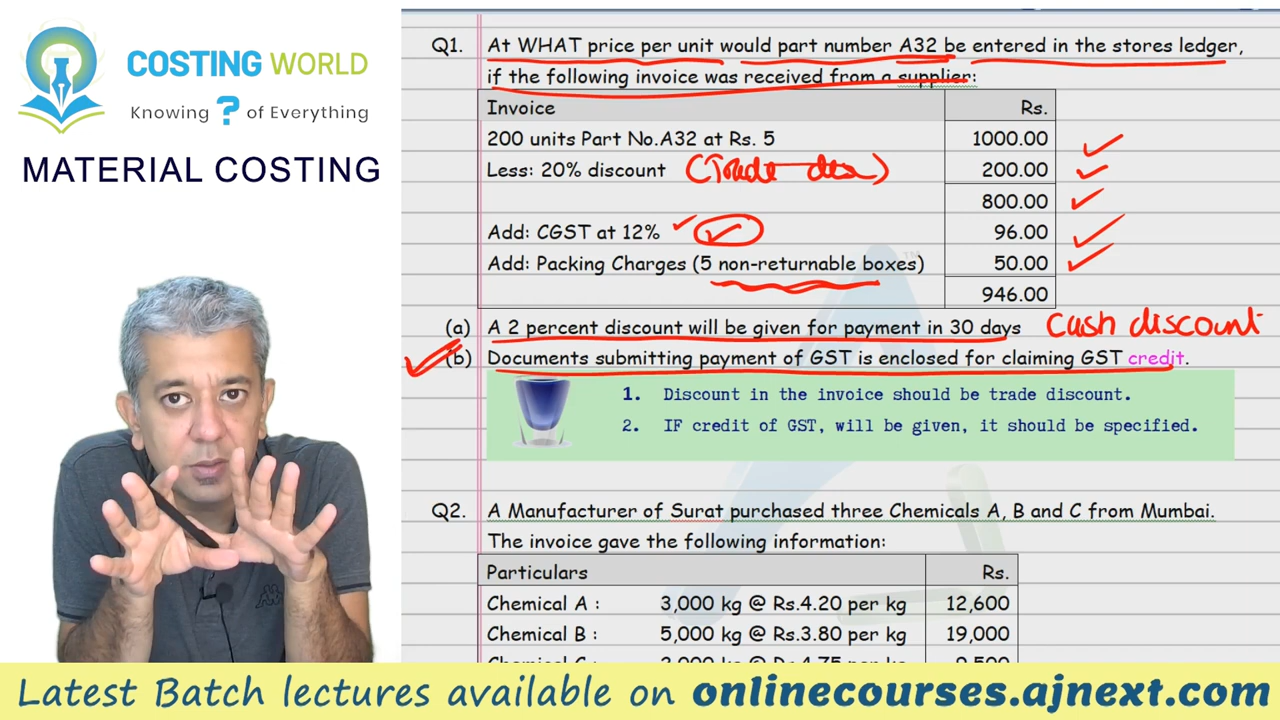 COSTING WORLD
Knowing ? of Everything
MATERIAL COSTING
Q1. At WHAT price per unit would part number A32 be entered in the stores ledger,
if the following invoice was received from a supplier:
Invoice Rs.
200 units Part No.A32 at Rs. 5 1000.00
Less: 20% discount (Trade dis) 200.00
800.00
Add: CGST at 12% 96.00
Add: Packing Charges (5 non-returnable boxes) 50.00
946.00
(a) A 2 percent discount will be given for payment in 30 days cash discount
(b) Documents submitting payment of GST is enclosed for claiming GST credit.
1. Discount in the invoice should be trade discount.
2. IF credit of GST, will be given, it should be specified.
Q2. A Manufacturer of Surat purchased three Chemicals A, B and C from Mumbai.
The invoice gave the following information:
Particulars Rs.
Chemical A : 3,000 kg @ Rs.4.20 per kg 12,600
Chemical B : 5,000 kg @ Rs.3.80 per kg 19,000
Latest Batch lectures available on onlinecourses.ajnext.com